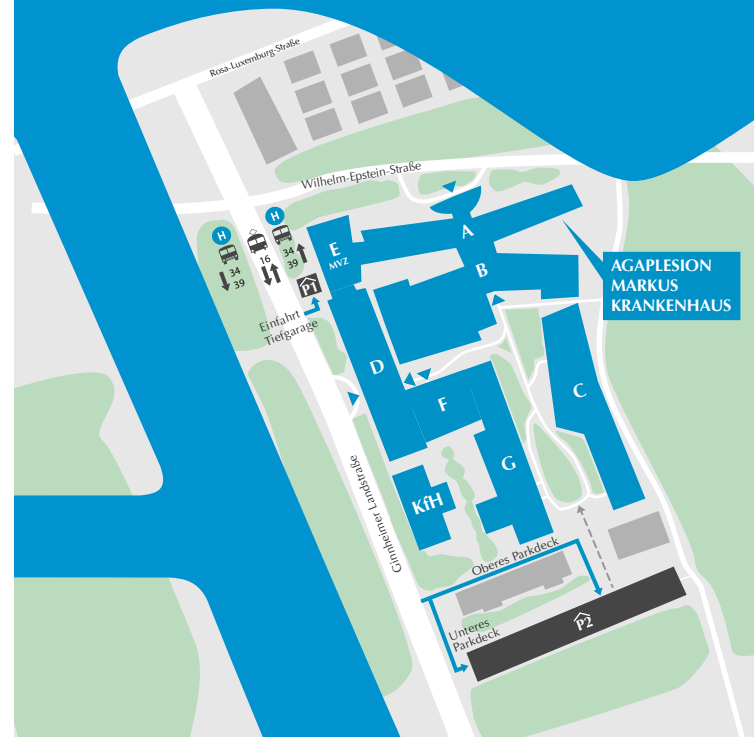 Rosa-Luxemburg-Straße
Wilhelm-Epstein-Straße
H
H
34
39
16
34
39
E
MVZ
A
B
P1
AGAPLESION
MARKUS
KRANKENHAUS
Einfahrt
Tiefgarage
D
F
C
G
KfH
Ginnheimer Landstraße
Oberes Parkdeck
Unteres
Parkdeck
P2